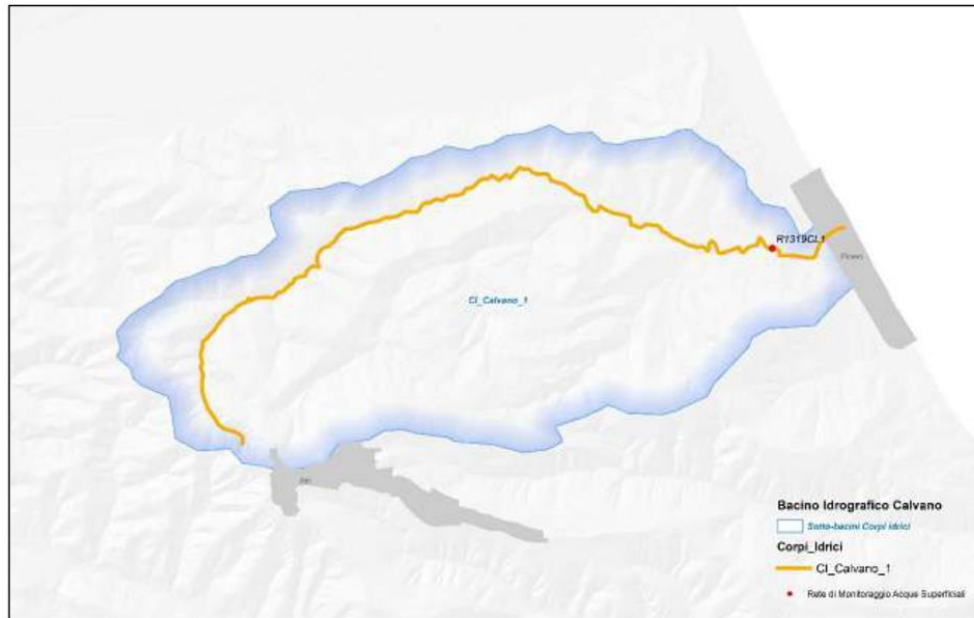 R1319CL1
CI_Calvano_1
Bacino Idrografico Calvano
Sotto-bacini Corpi Idrici
Corpi_Idrici
CI_Calvano_1
Rete di Monitoraggio Acque Superficiali